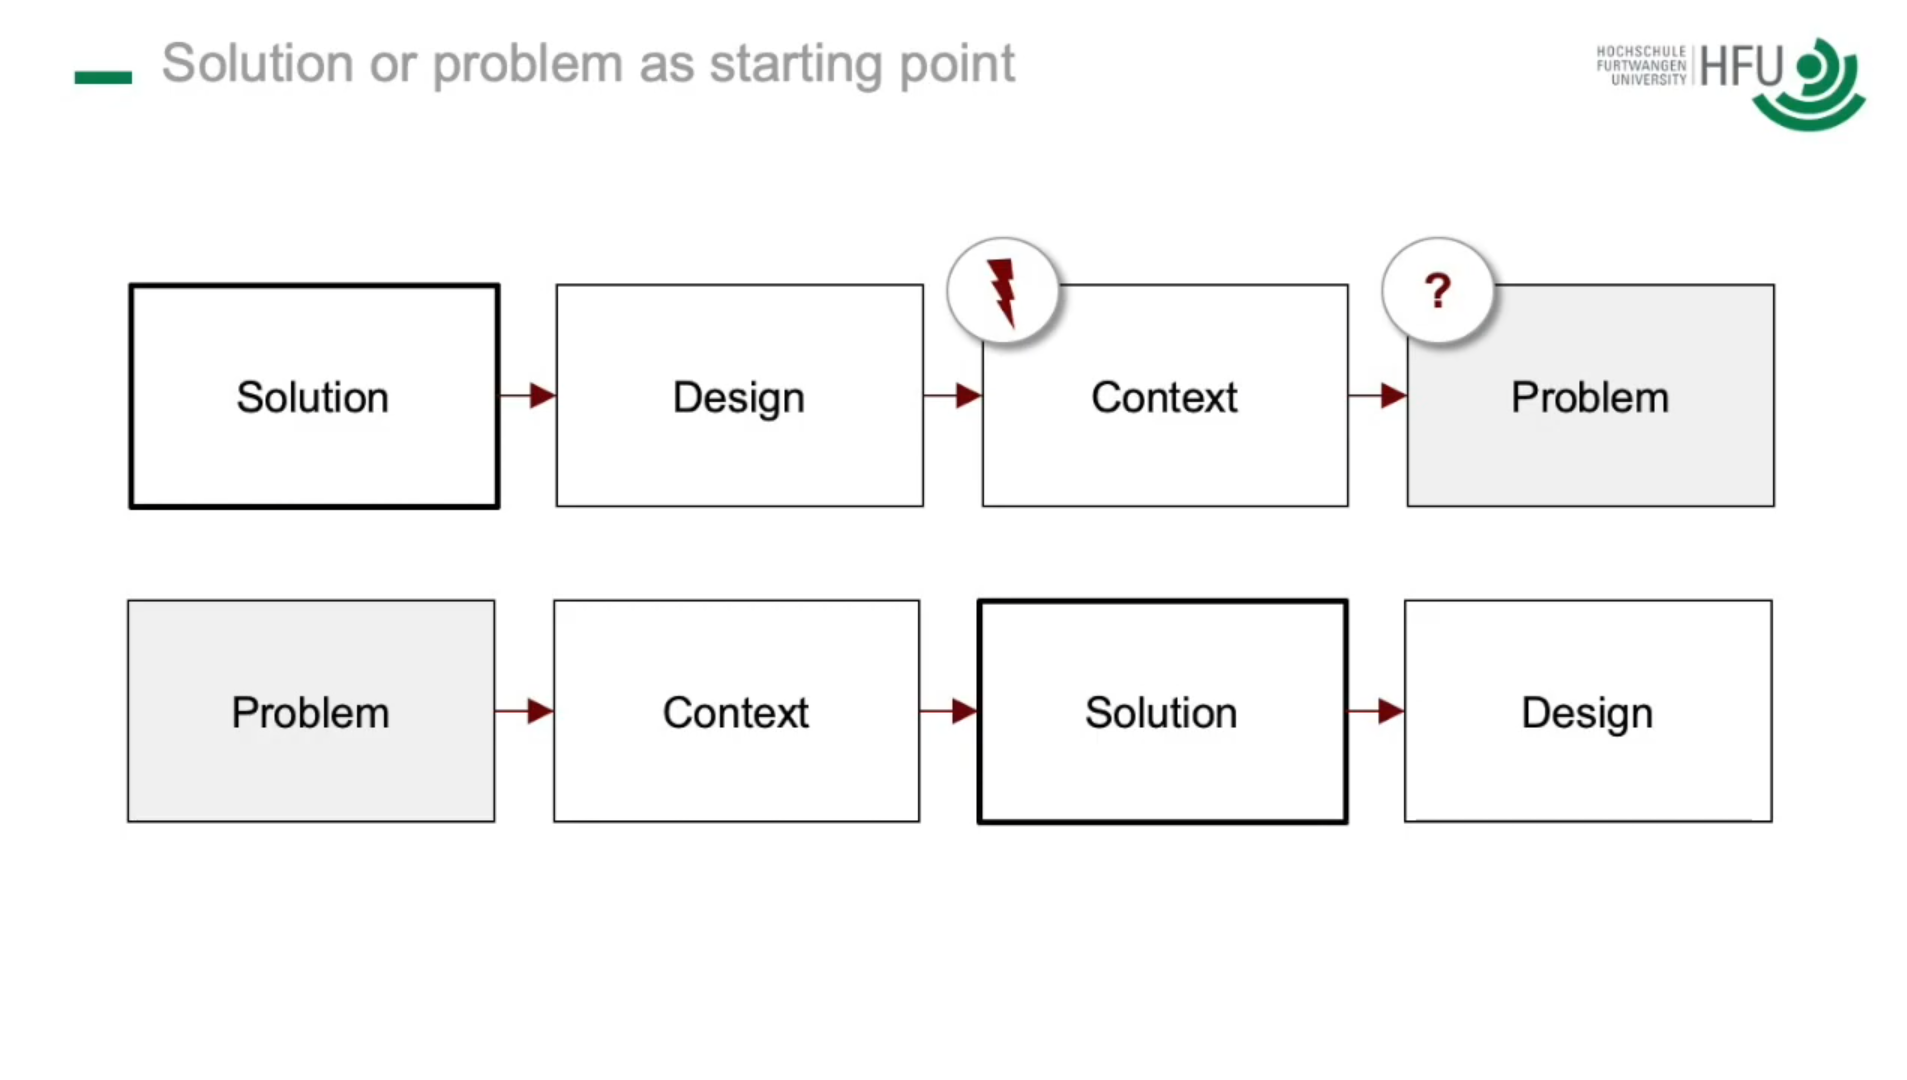 Solution or problem as starting point
HOCHSCHULE
FURTWANGEN
UNIVERSITY
HFU
?
Solution
Design
Context
Problem
Problem
Context
Solution
Design